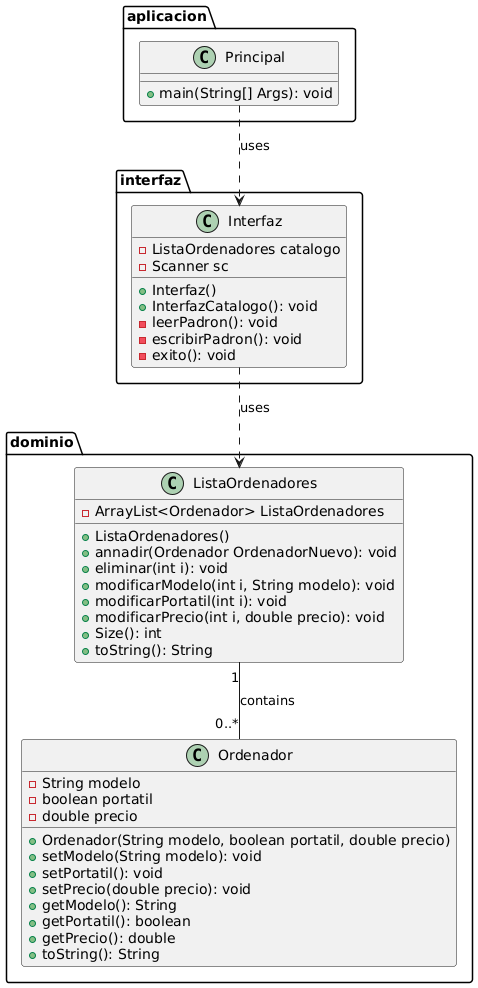 aplicacion
C Principal
main(String[] Args): void
uses
interfaz
C Interfaz
ListaOrdenadores catalogo
Scanner sc
Interfaz()
InterfazCatalogo(): void
leerPadron(): void
escribirPadron(): void
exito(): void
uses
dominio
C ListaOrdenadores
ArrayList<Ordenador> ListaOrdenadores
ListaOrdenadores()
annadir(Ordenador OrdenadorNuevo): void
eliminar(int i): void
modificarModelo(int i, String modelo): void
modificarPortatil(int i): void
modificarPrecio(int i, double precio): void
Size(): int
toString(): String
1
contains
0..*
C Ordenador
String modelo
boolean portatil
double precio
Ordenador(String modelo, boolean portatil, double precio)
setModelo(String modelo): void
setPortatil(): void
setPrecio(double precio): void
getModelo(): String
getPortatil(): boolean
getPrecio(): double
toString(): String